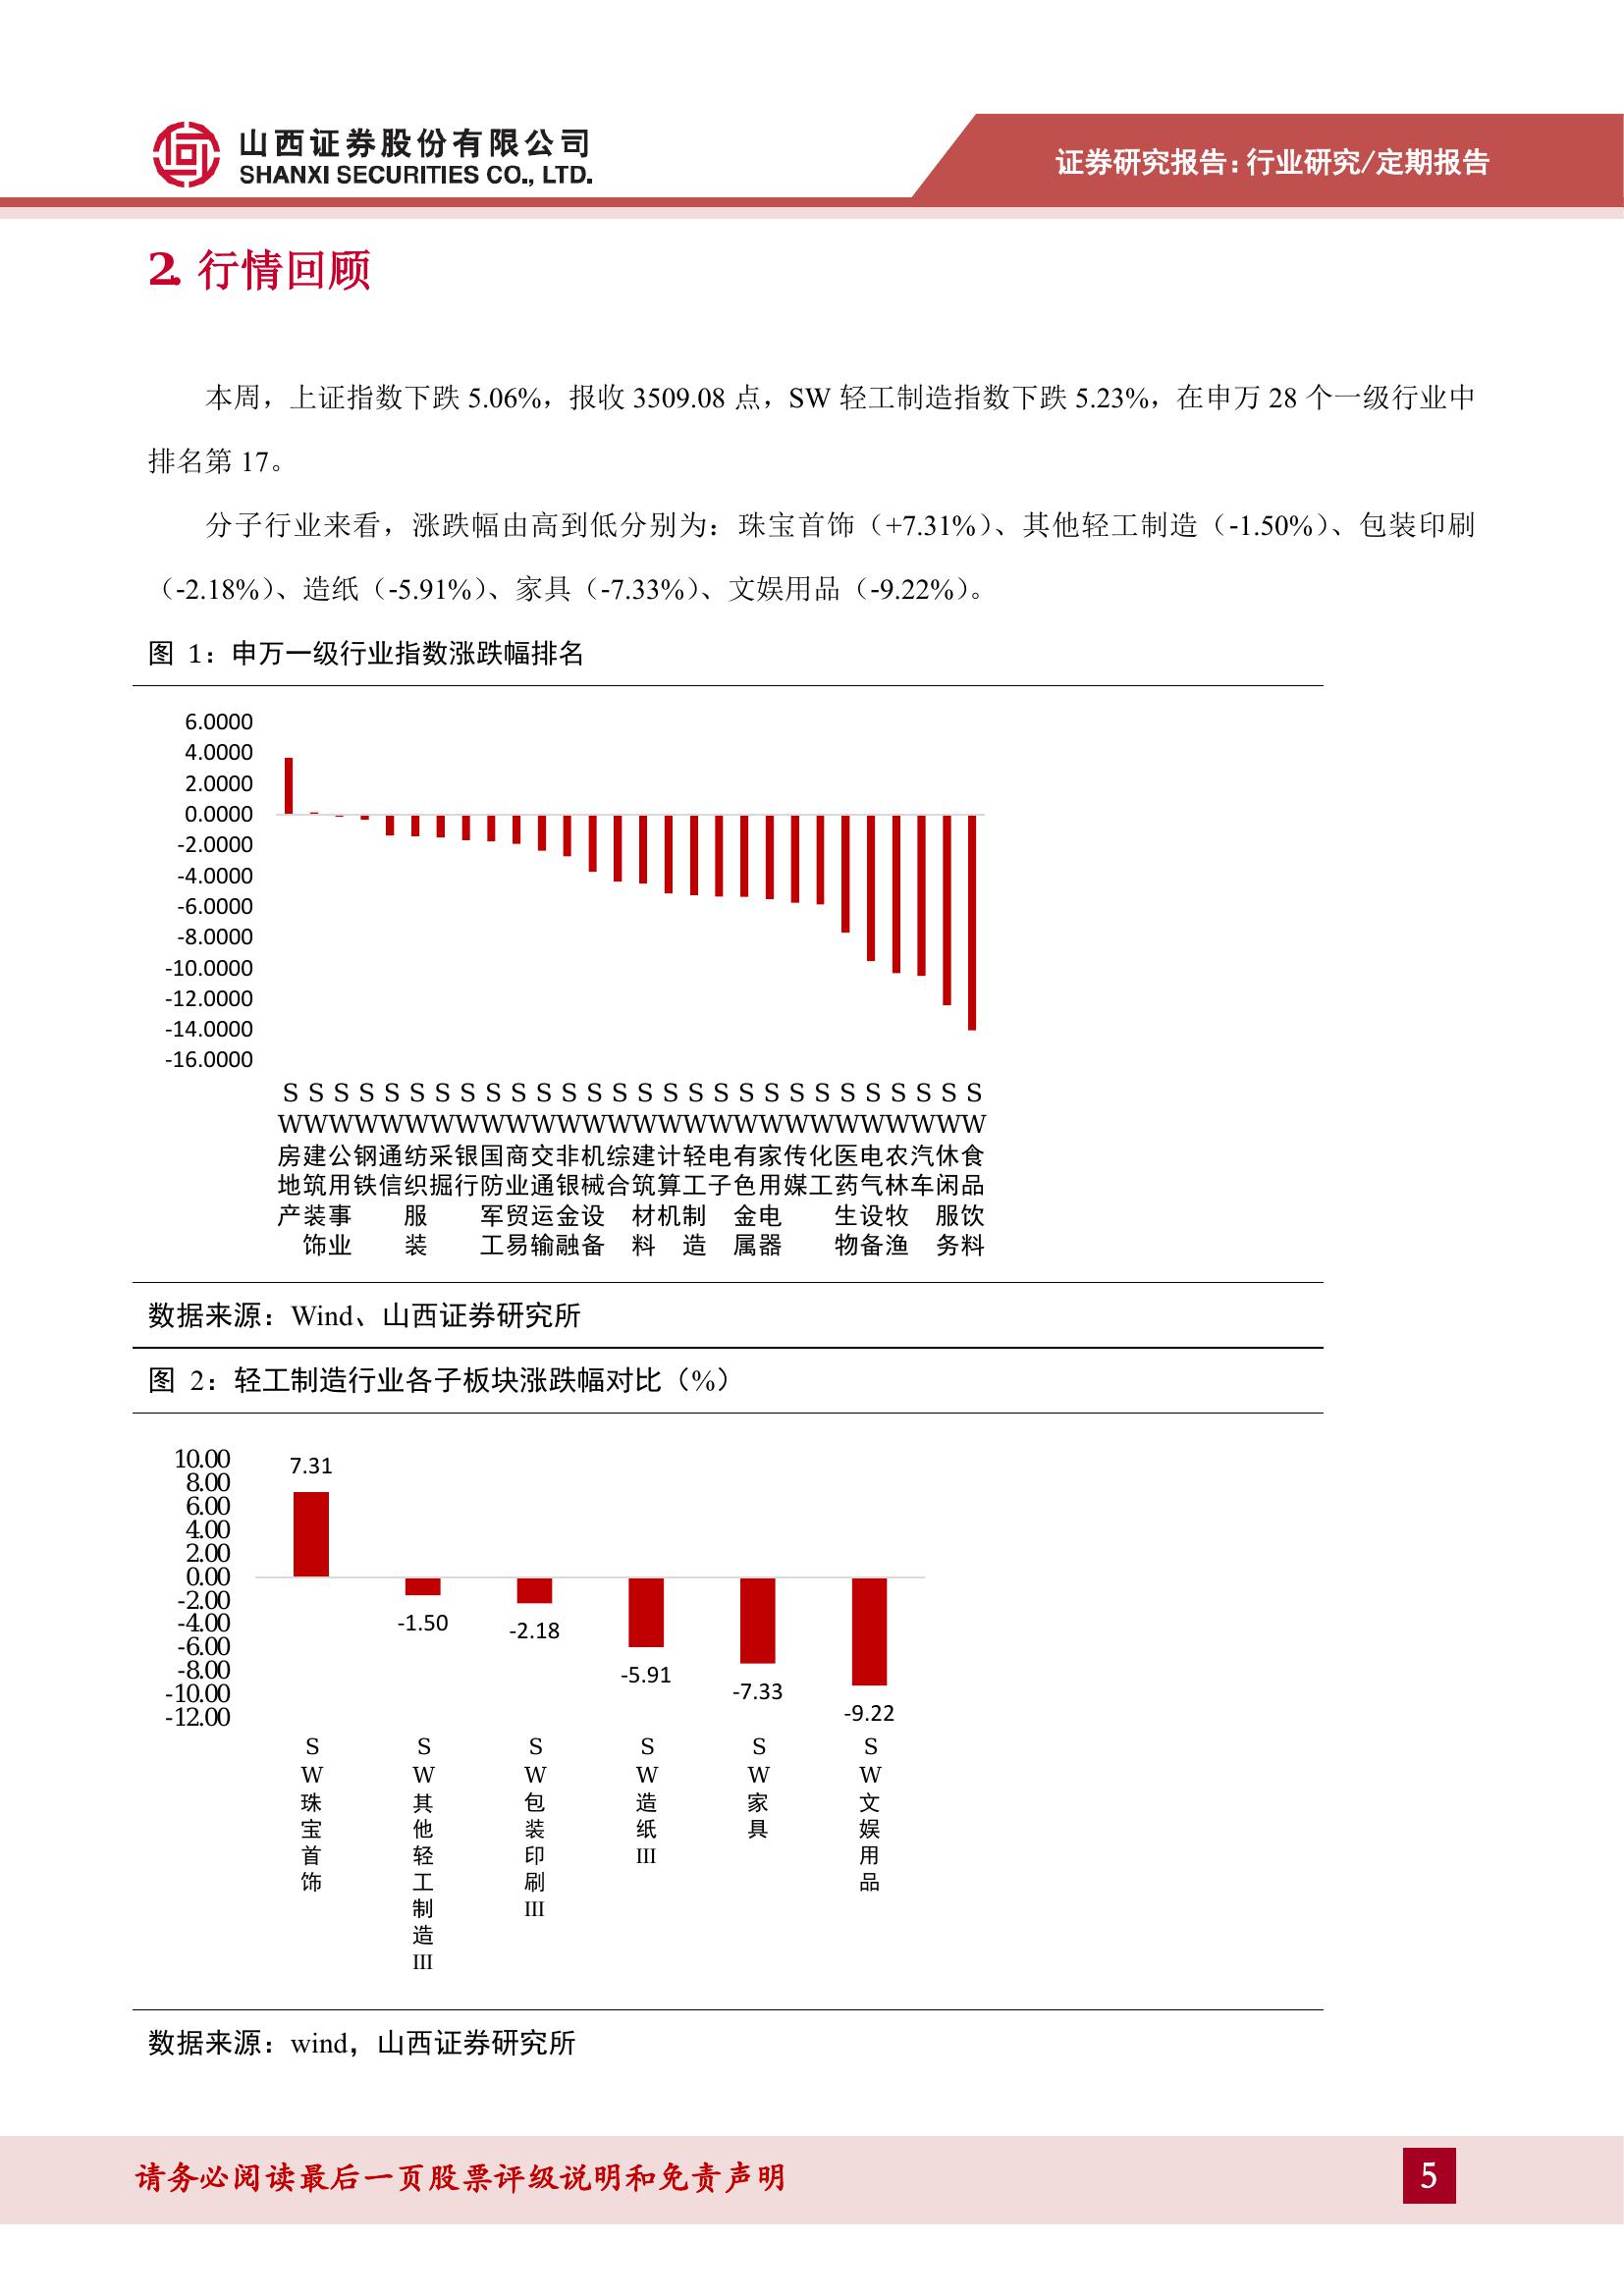 山西证券股份有限公司
SHANXI SECURITIES CO., LTD.
证券研究报告：行业研究/定期报告
2. 行情回顾
本周，上证指数下跌 5.06%，报收 3509.08 点，SW 轻工制造指数下跌 5.23%，在申万 28 个一级行业中
排名第 17。
分子行业来看，涨跌幅由高到低分别为：珠宝首饰（+7.31%）、其他轻工制造（-1.50%）、包装印刷
（-2.18%）、造纸（-5.91%）、家具（-7.33%）、文娱用品（-9.22%）。
图 1：申万一级行业指数涨跌幅排名
6.0000
4.0000
2.0000
0.0000
-2.0000
-4.0000
-6.0000
-8.0000
-10.0000
-12.0000
-14.0000
-16.0000
SW房地产
SW建筑装饰
SW公用事业
SW钢铁
SW通信
SW纺织服装
SW采掘
SW银行
SW国防军工
SW商业贸易
SW交通运输
SW非银金融
SW机械设备
SW综合
SW建筑材料
SW计算机
SW轻工制造
SW电子
SW有色金属
SW家用电器
SW传媒
SW化工
SW医药生物
SW电气设备
SW农林牧渔
SW汽车
SW休闲服务
SW食品饮料
数据来源：Wind、山西证券研究所
图 2：轻工制造行业各子板块涨跌幅对比（%）
10.00
8.00
6.00
4.00
2.00
0.00
-2.00
-4.00
-6.00
-8.00
-10.00
-12.00
7.31
-1.50
-2.18
-5.91
-7.33
-9.22
SW珠宝首饰
SW其他轻工制造III
SW包装印刷III
SW造纸III
SW家具
SW文娱用品
数据来源：wind，山西证券研究所
请务必阅读最后一页股票评级说明和免责声明
5